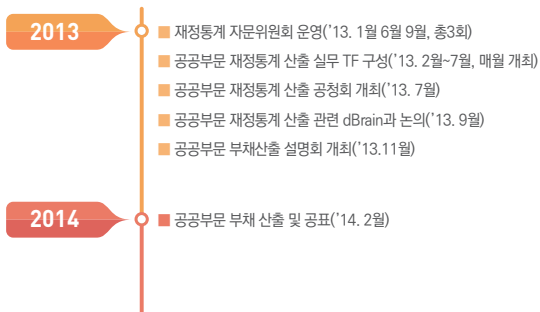 2013
■ 재정통계 자문위원회 운영(’13. 1월 6월 9월, 총3회)
■ 공공부문 재정통계 산출 실무 TF 구성(’13. 2월~7월, 매월 개최)
■ 공공부문 재정통계 산출 공청회 개최(’13. 7월)
■ 공공부문 재정통계 산출 관련 dBrain과 논의(’13. 9월)
■ 공공부문 부채산출 설명회 개최(’13.11월)
2014
■ 공공부문 부채 산출 및 공표(’14. 2월)